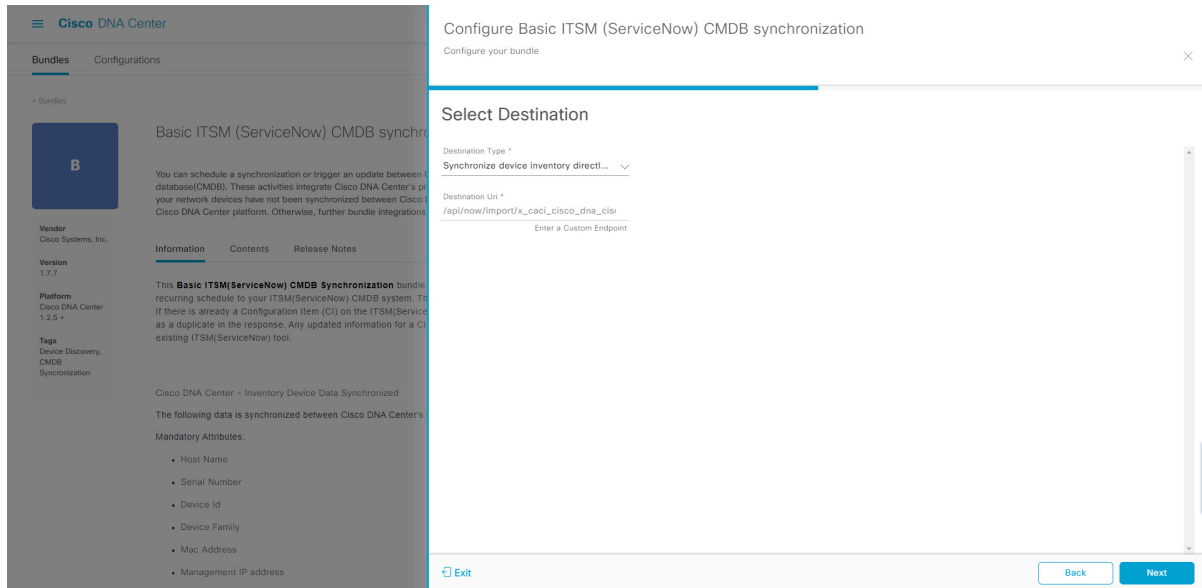 Cisco DNA Center
Bundles Configurations
< Bundles
B
Vendor
Cisco Systems, Inc.
Version
1.7.7
Platform
Cisco DNA Center
1.2.5 +
Tags
Device Discovery,
CMDB
Syncronization
Basic ITSM (ServiceNow) CMDB synchro
You can schedule a synchronization or trigger an update between
database(CMDB). These activities integrate Cisco DNA Center's pr
your network devices have not been synchronized between Cisco
Cisco DNA Center platform. Otherwise, further bundle integrations
Information Contents Release Notes
This Basic ITSM(ServiceNow) CMDB Synchronization bundle
recurring schedule to your ITSM(ServiceNow) CMDB system. Th
If there is already a Configuration Item (CI) on the ITSM(Service
as a duplicate in the response. Any updated information for a CI
existing ITSM(ServiceNow) tool.
Cisco DNA Center – Inventory Device Data Synchronized
The following data is synchronized between Cisco DNA Center's
Mandatory Attributes:
• Host Name
• Serial Number
• Device Id
• Device Family
• Mac Address
• Management IP address
Configure Basic ITSM (ServiceNow) CMDB synchronization
Configure your bundle
Select Destination
Destination Type *
Synchronize device inventory directl...
Destination Uri *
/api/now/import/x_caci_cisco_dna_cis
Enter a Custom Endpoint
Exit
Back
Next